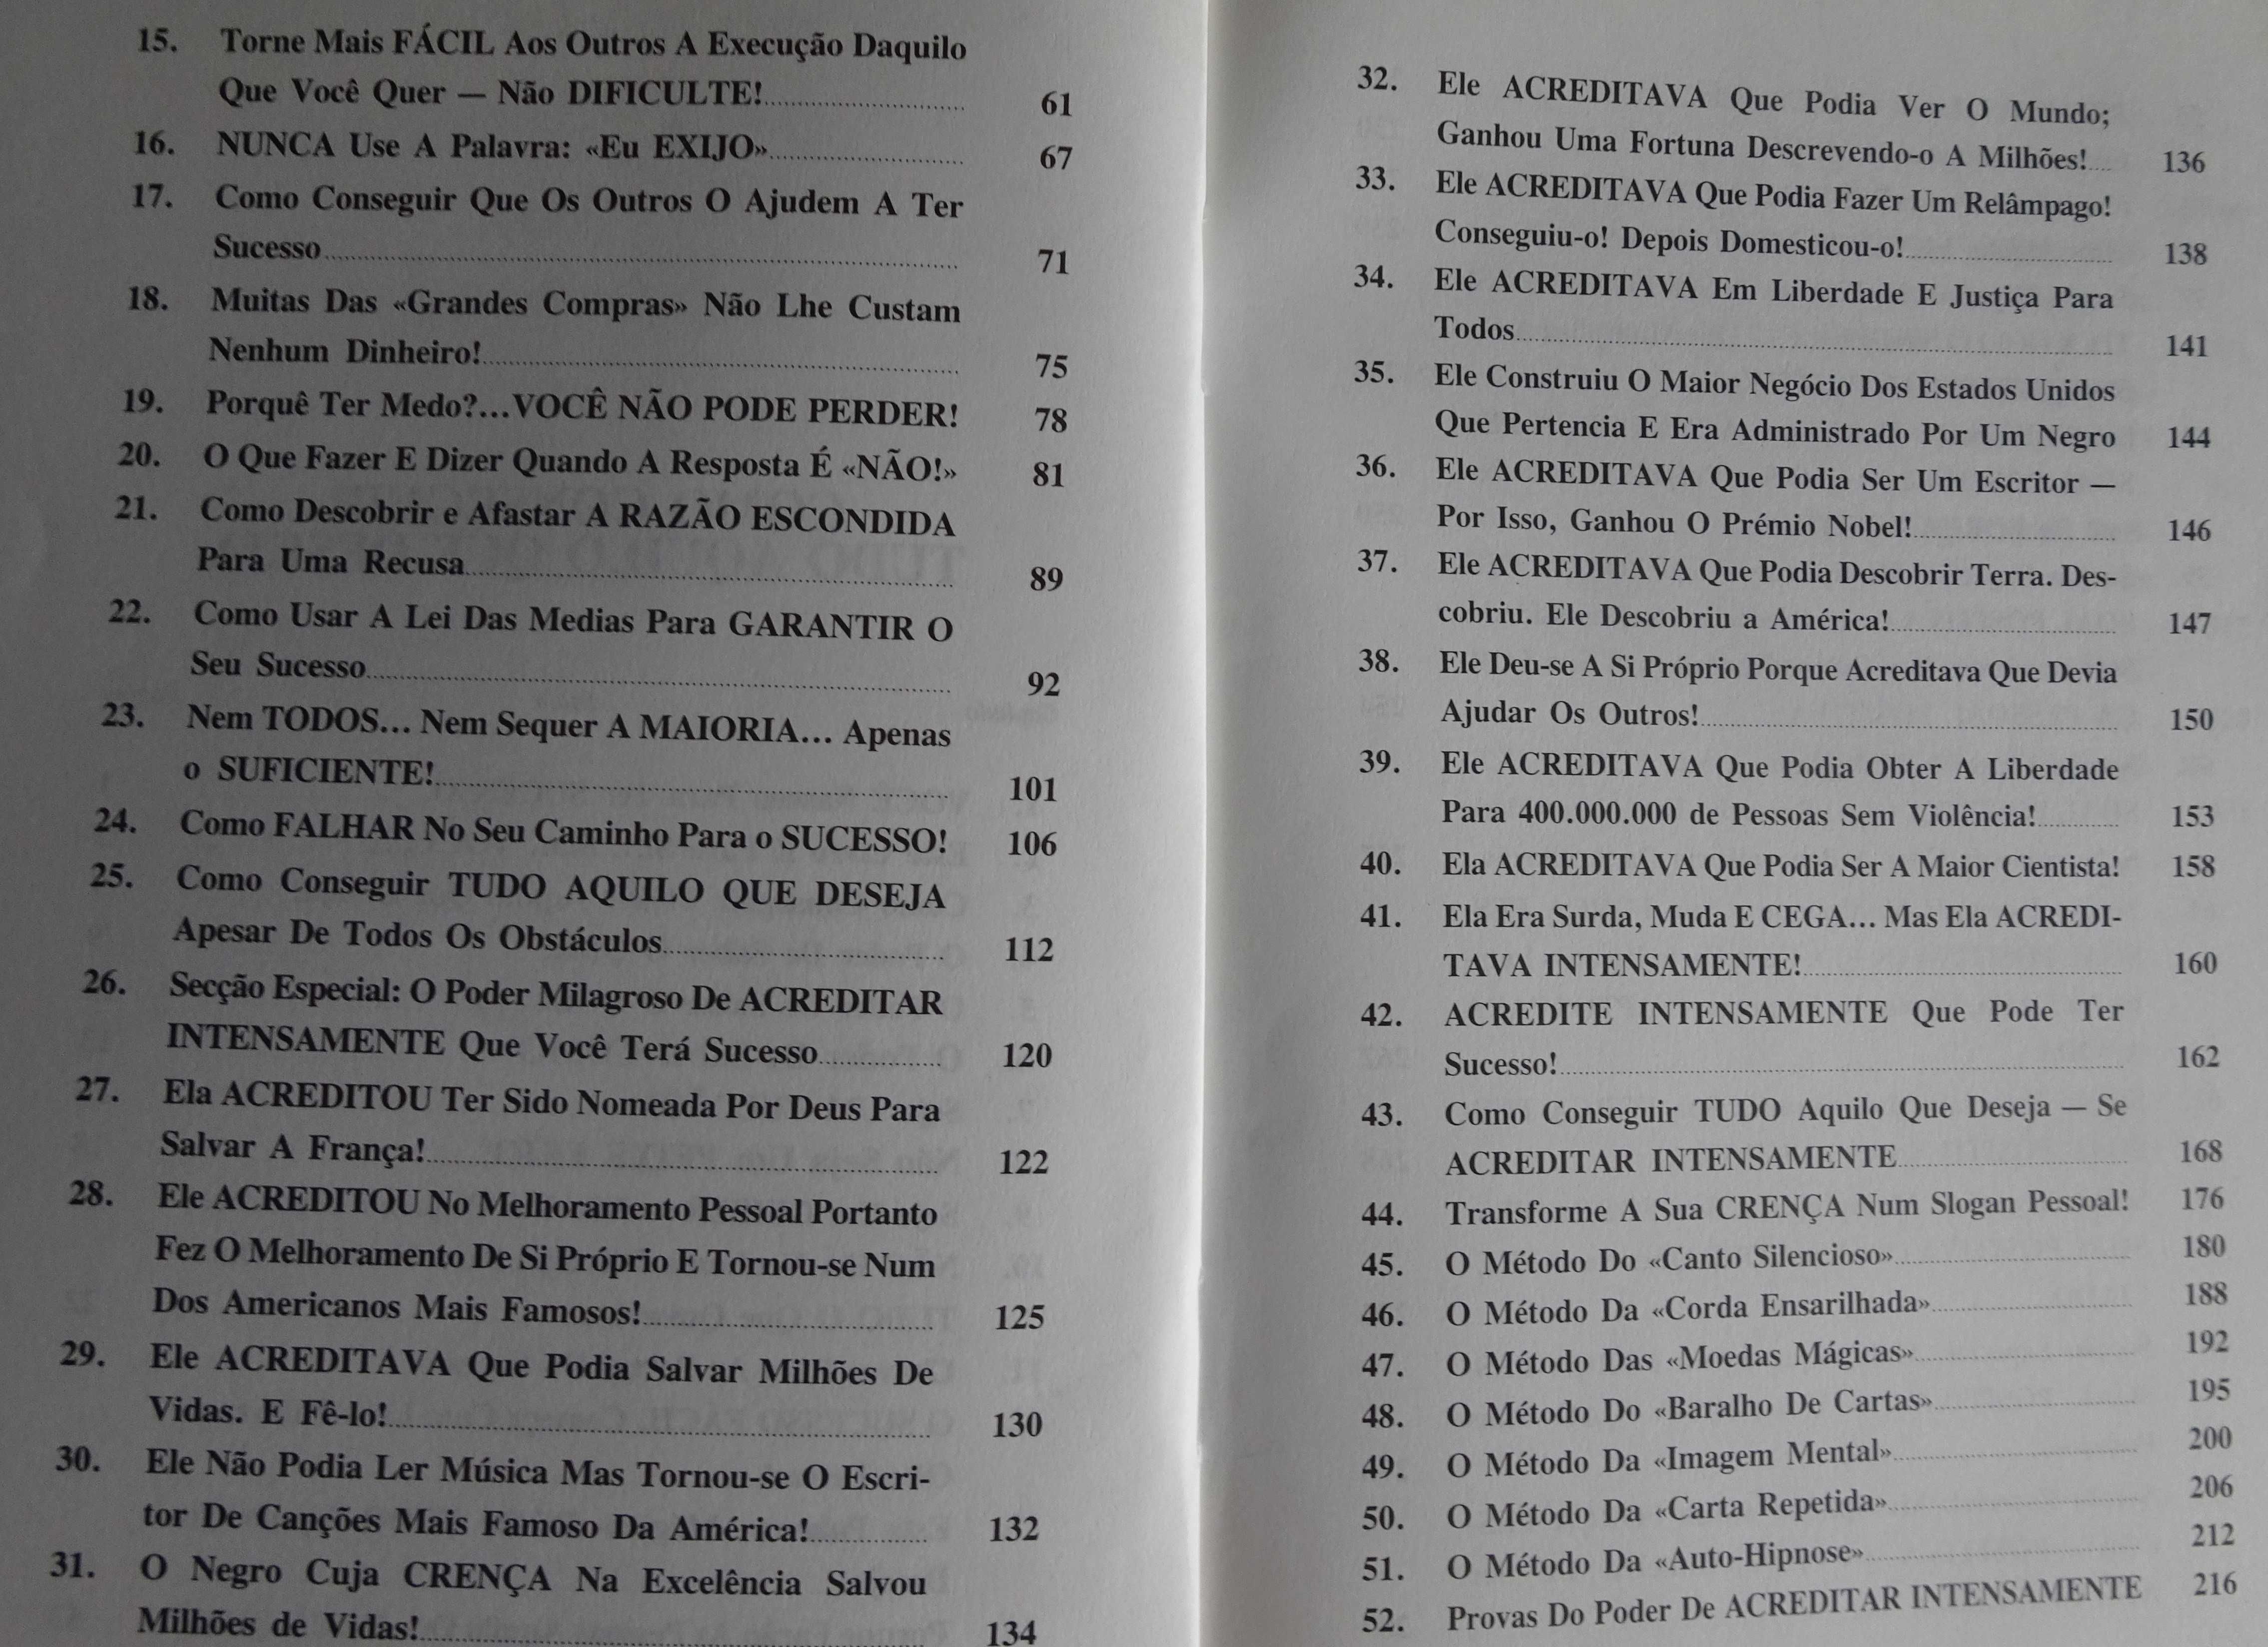 15. Torne Mais FÁCIL Aos Outros A Execução Daquilo
Que Você Quer — Não DIFICULTE! 61
16. NUNCA Use A Palavra: «Eu EXIJO» 67
17. Como Conseguir Que Os Outros O Ajudem A Ter
Sucesso 71
18. Muitas Das «Grandes Compras» Não Lhe Custam
Nenhum Dinheiro! 75
19. Porquê Ter Medo?...VOCÊ NÃO PODE PERDER! 78
20. O Que Fazer E Dizer Quando A Resposta É «NÃO!» 81
21. Como Descobrir e Afastar A RAZÃO ESCONDIDA
Para Uma Recusa 89
22. Como Usar A Lei Das Medias Para GARANTIR O
Seu Sucesso 92
23. Nem TODOS... Nem Sequer A MAIORIA... Apenas
o SUFICIENTE! 101
24. Como FALHAR No Seu Caminho Para o SUCESSO! 106
25. Como Conseguir TUDO AQUILO QUE DESEJA
Apesar De Todos Os Obstáculos 112
26. Secção Especial: O Poder Milagroso De ACREDITAR
INTENSAMENTE Que Você Terá Sucesso 120
27. Ela ACREDITOU Ter Sido Nomeada Por Deus Para
Salvar A França! 122
28. Ele ACREDITOU No Melhoramento Pessoal Portanto
Fez O Melhoramento De Si Próprio E Tornou-se Num
Dos Americanos Mais Famosos! 125
29. Ele ACREDITAVA Que Podia Salvar Milhões De
Vidas. E Fê-lo! 130
30. Ele Não Podia Ler Música Mas Tornou-se O Escri-
tor De Canções Mais Famoso Da América! 132
31. O Negro Cuja CRENÇA Na Excelência Salvou
Milhões de Vidas! 134
32. Ele ACREDITAVA Que Podia Ver O Mundo;
Ganhou Uma Fortuna Descrevendo-o A Milhões! 136
33. Ele ACREDITAVA Que Podia Fazer Um Relâmpago!
Conseguiu-o! Depois Domesticou-o! 138
34. Ele ACREDITAVA Em Liberdade E Justiça Para
Todos 141
35. Ele Construiu O Maior Negócio Dos Estados Unidos
Que Pertencia E Era Administrado Por Um Negro 144
36. Ele ACREDITAVA Que Podia Ser Um Escritor —
Por Isso, Ganhou O Prémio Nobel! 146
37. Ele ACREDITAVA Que Podia Descobrir Terra. Des-
cobriu. Ele Descobriu a América! 147
38. Ele Deu-se A Si Próprio Porque Acreditava Que Devia
Ajudar Os Outros! 150
39. Ele ACREDITAVA Que Podia Obter A Liberdade
Para 400.000.000 de Pessoas Sem Violência! 153
40. Ela ACREDITAVA Que Podia Ser A Maior Cientista! 158
41. Ela Era Surda, Muda E CEGA... Mas Ela ACREDI-
TAVA INTENSAMENTE! 160
42. ACREDITE INTENSAMENTE Que Pode Ter
Sucesso! 162
43. Como Conseguir TUDO Aquilo Que Deseja — Se
ACREDITAR INTENSAMENTE 168
44. Transforme A Sua CRENÇA Num Slogan Pessoal! 176
45. O Método Do «Canto Silencioso» 180
46. O Método Da «Corda Ensarilhada» 188
47. O Método Das «Moedas Mágicas» 192
48. O Método Do «Baralho De Cartas» 195
49. O Método Da «Imagem Mental» 200
50. O Método Da «Carta Repetida» 206
51. O Método Da «Auto-Hipnose» 212
52. Provas Do Poder De ACREDITAR INTENSAMENTE 216